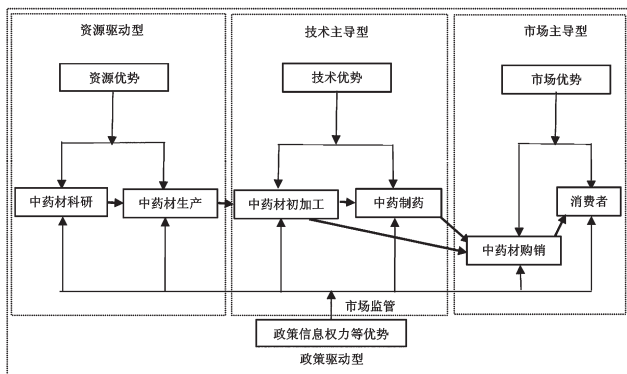 资源驱动型
技术主导型
市场主导型
资源优势
技术优势
市场优势
中药材科研
中药材生产
中药材初加工
中药制药
消费者
中药材购销
市场监管
政策信息权力等优势
政策驱动型